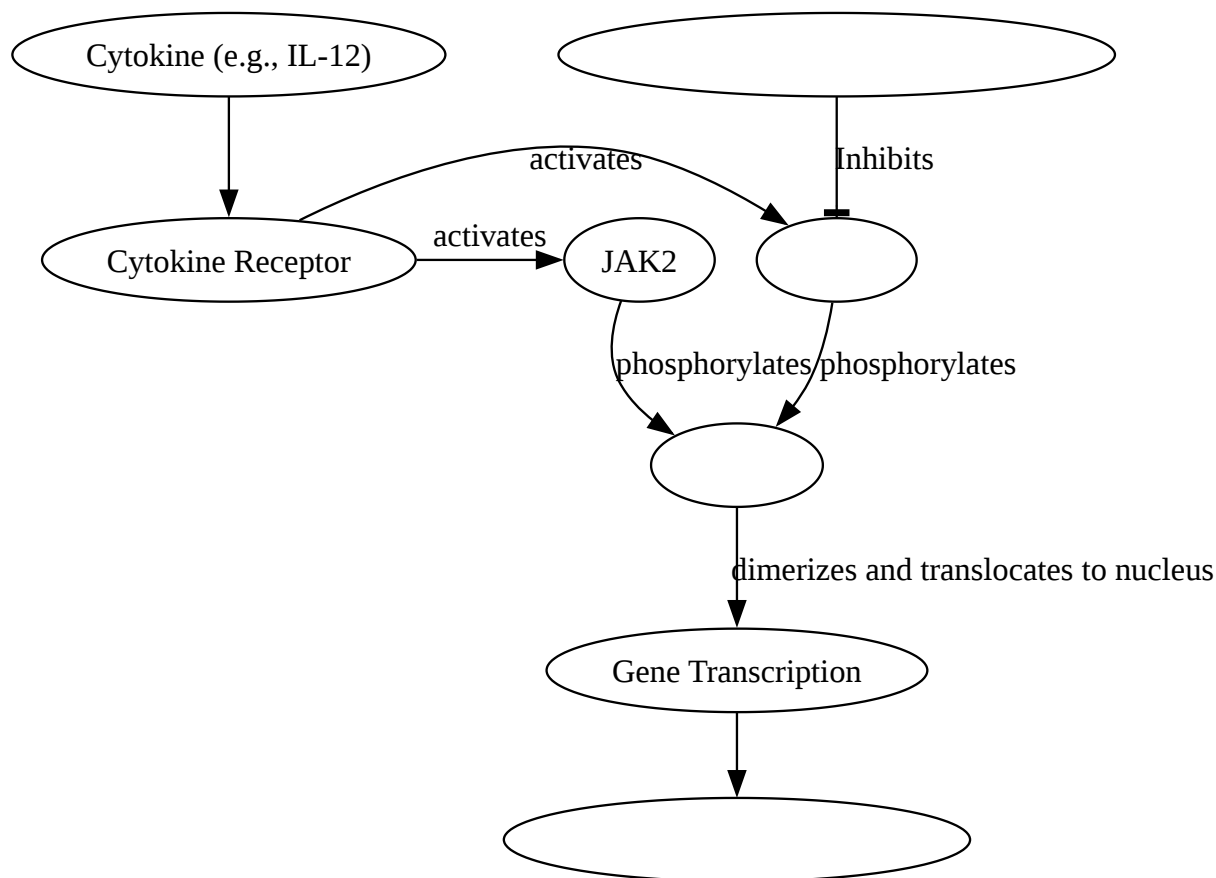 Cytokine (e.g., IL-12)
activates
Inhibits
Cytokine Receptor
activates
JAK2
phosphorylates
phosphorylates
dimerizes and translocates to nucleus
Gene Transcription